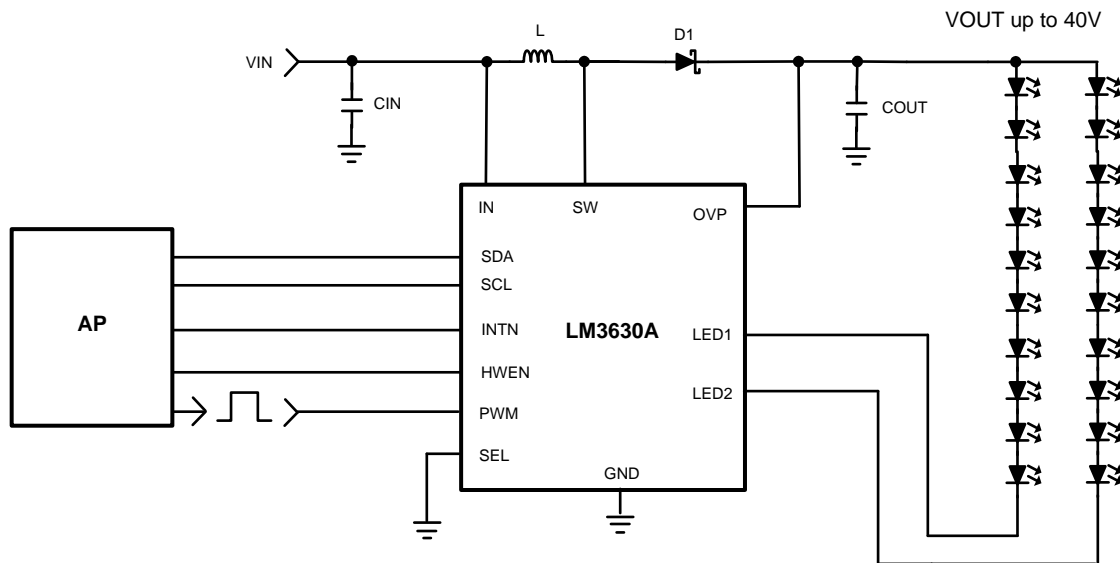 VOUT up to 40V
L
D1
VIN
CIN
COUT
IN
SW
OVP
SDA
SCL
AP
INTN
LM3630A
LED1
HWEN
LED2
PWM
SEL
GND